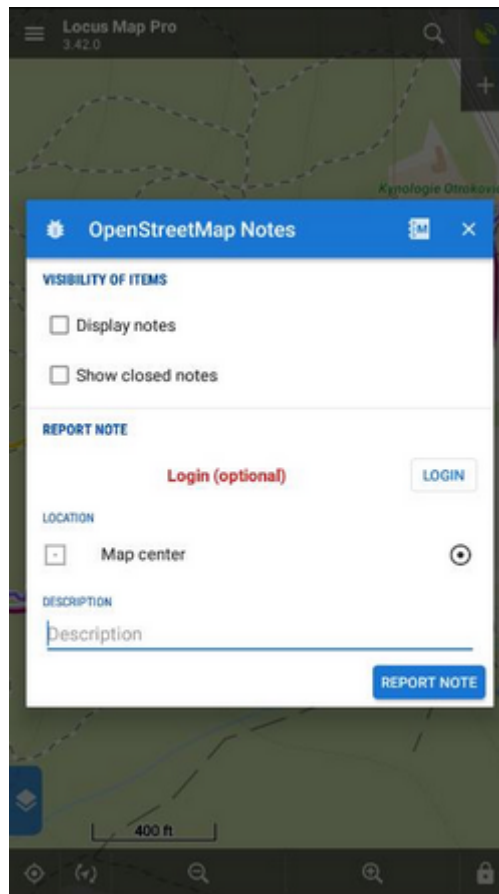 Locus Map Pro
3.42.0
Kynologie Otrokovi
OpenStreetMap Notes
VISIBILITY OF ITEMS
Display notes
Show closed notes
REPORT NOTE
Login (optional)
LOGIN
LOCATION
Map center
DESCRIPTION
Description
REPORT NOTE
400 ft